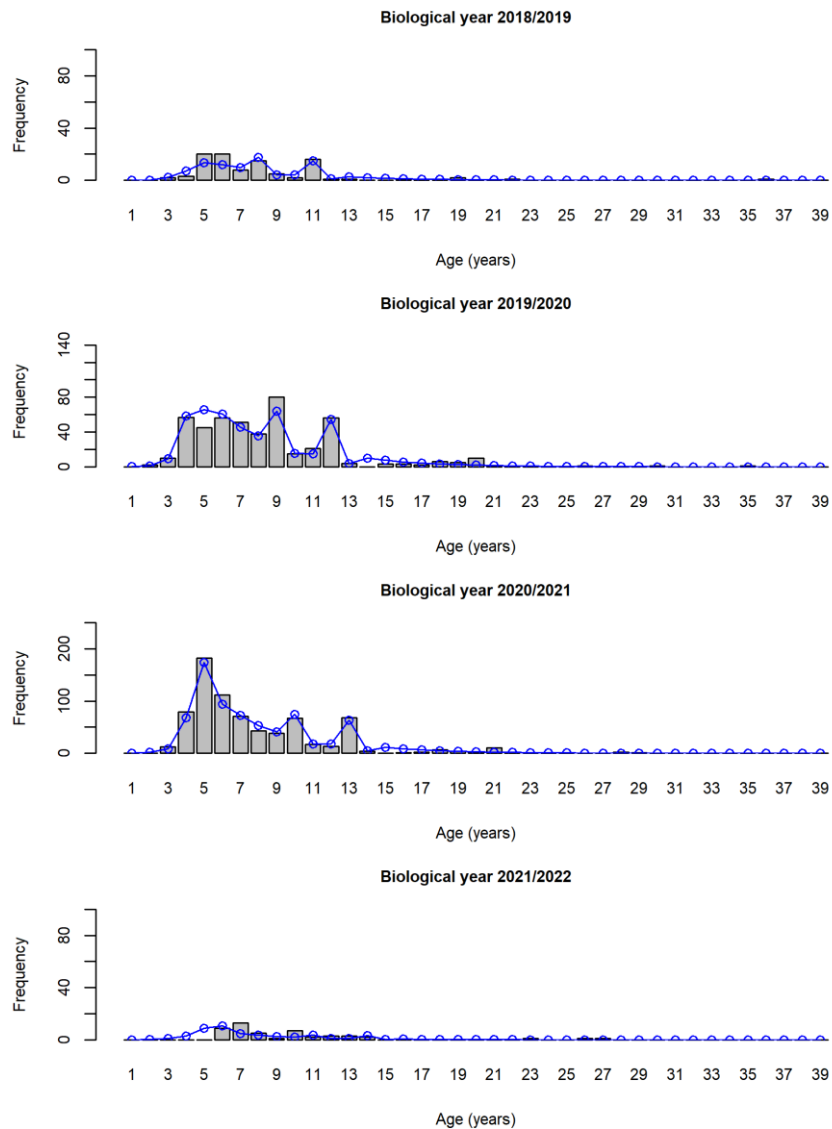 Biological year 2018/2019
80
40
0
Frequency
1 3 5 7 9 11 13 15 17 19 21 23 25 27 29 31 33 35 37 39
Age (years)
Biological year 2019/2020
140
80
40
0
Frequency
1 3 5 7 9 11 13 15 17 19 21 23 25 27 29 31 33 35 37 39
Age (years)
Biological year 2020/2021
200
100
0
Frequency
1 3 5 7 9 11 13 15 17 19 21 23 25 27 29 31 33 35 37 39
Age (years)
Biological year 2021/2022
80
40
0
Frequency
1 3 5 7 9 11 13 15 17 19 21 23 25 27 29 31 33 35 37 39
Age (years)